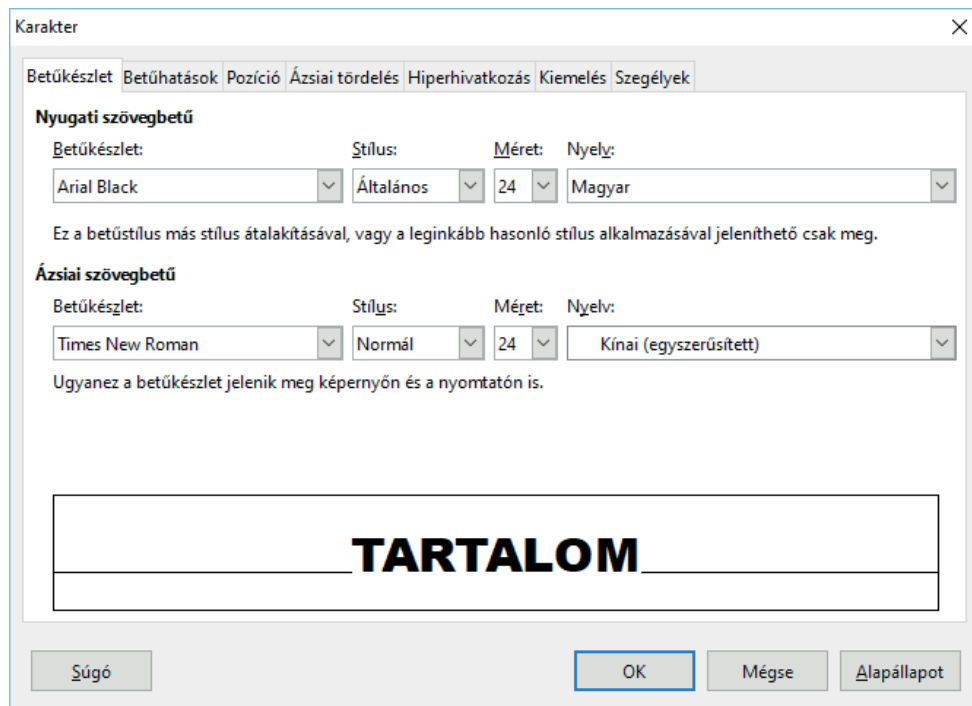 Karakter
Betűkészlet Betűhatások Pozíció Ázsiai tördelés Hiperhivatkozás Kiemelés Szegélyek
Nyugati szövegbetű
Betűkészlet: Stílus: Méret: Nyelv:
Arial Black Általános 24 Magyar
Ez a betűstílus más stílus átalakításával, vagy a leginkább hasonló stílus alkalmazásával jeleníthető csak meg.
Ázsiai szövegbetű
Betűkészlet: Stílus: Méret: Nyelv:
Times New Roman Normál 24 Kínai (egyszerűsített)
Ugyanez a betűkészlet jelenik meg képernyőn és a nyomtatón is.
TARTALOM
Súgó OK Mégse Alapállapot